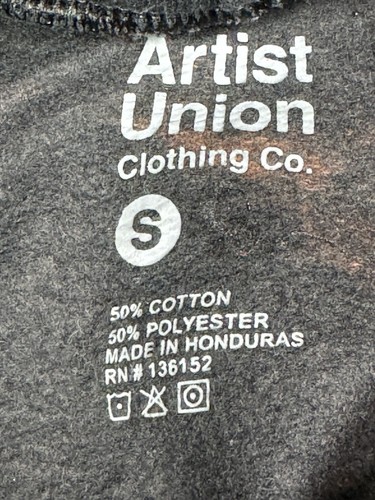 Artist
Union
Clothing Co.
S
50% COTTON
50% POLYESTER
MADE IN HONDURAS
RN# 136152